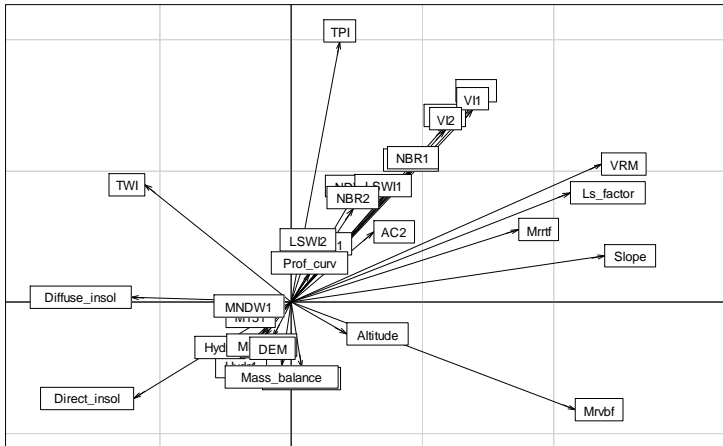 TPI
VI1
VI2
NBR1
VRM
TWI
LSWI1
Ls_factor
NBR2
AC2
Mrrtf
LSWI2
Prof_curv
Slope
Diffuse_insol
MNDW1
Altitude
DEM
Mass_balance
Direct_insol
Mrvbf